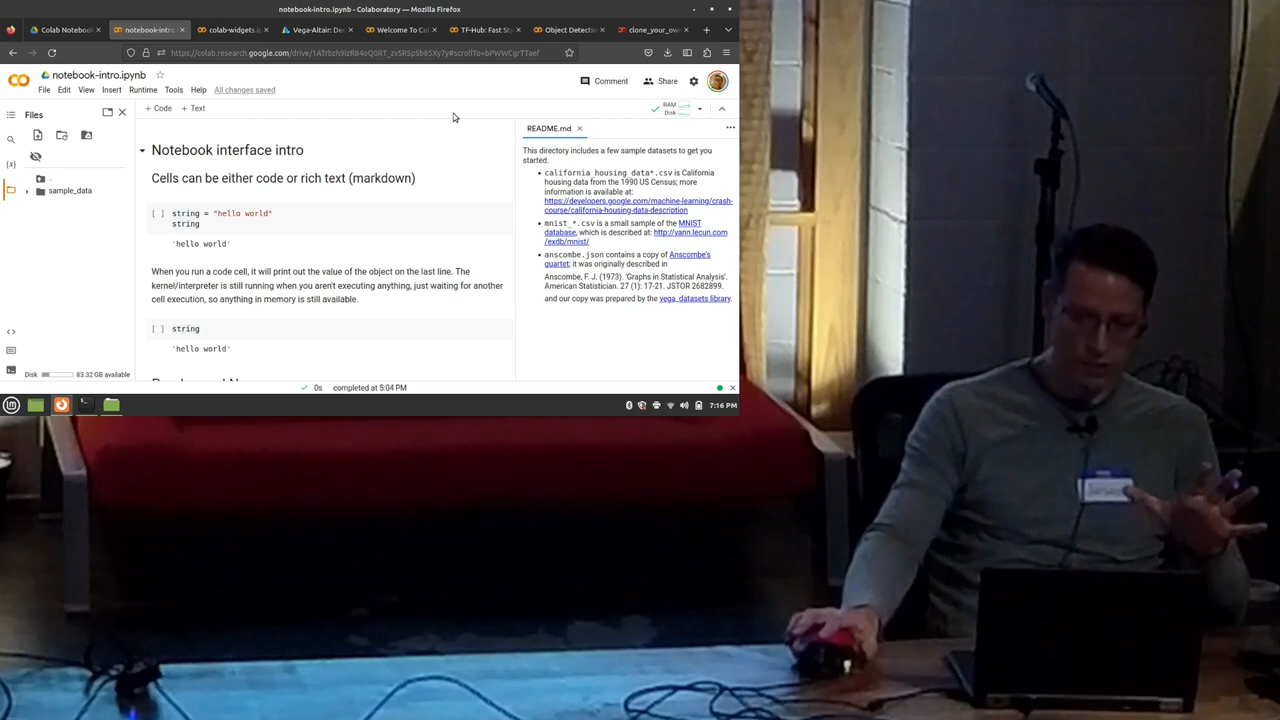 notebook-intro.ipynb - Colaboratory — Mozilla Firefox
Colab Notebook
notebook-intro.ip
colab-widgets.ip
Vega-Altair: Dec
Welcome To Col
TF-Hub: Fast Sty
Object Detectio
clone_your_own
notebook-intro.ipynb
File Edit View Insert Runtime Tools Help All changes saved
Comment Share
Files
+ Code + Text
RAM
Disk
..
sample_data
Notebook interface intro
Cells can be either code or rich text (markdown)
[ ] string = "hello world"
string
'hello world'
When you run a code cell, it will print out the value of the object on the last line. The
kernel/interpreter is still running when you aren't executing anything, just waiting for another
cell execution, so anything in memory is still available.
[ ] string
'hello world'
README.md
This directory includes a few sample datasets to get you
started.
california_housing_data*.csv is California
housing data from the 1990 US Census; more
information is available at:
https://developers.google.com/machine-learning/crash-
course/california-housing-data-description
mnist_*.csv is a small sample of the MNIST
database, which is described at: http://yann.lecun.com
/exdb/mnist/
anscombe.json contains a copy of Anscombe's
quartet; it was originally described in
Anscombe, F. J. (1973). 'Graphs in Statistical Analysis'.
American Statistician. 27 (1): 17-21. JSTOR 2682899.
and our copy was prepared by the vega_datasets library.
Disk 83.32 GB available
0s completed at 5:04 PM
7:16 PM